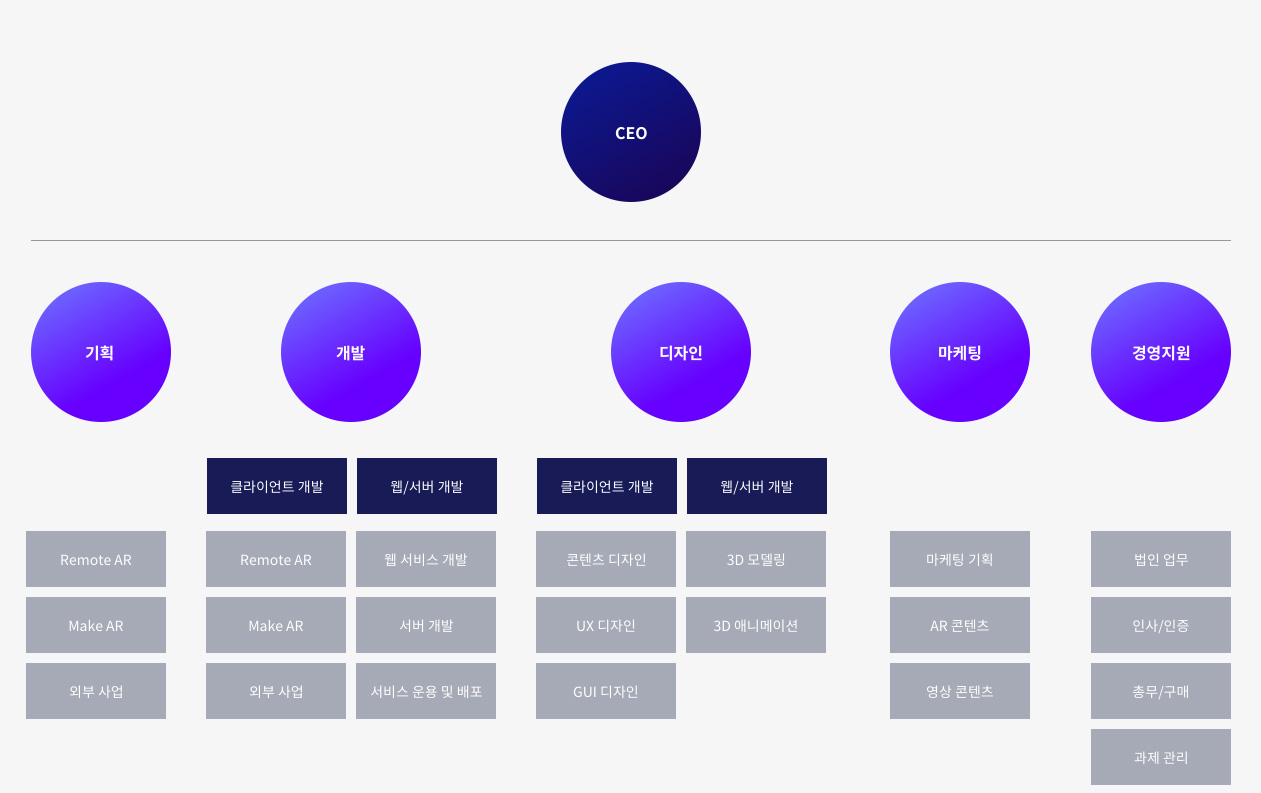 CEO
기획
개발
디자인
마케팅
경영지원
클라이언트 개발
웹/서버 개발
클라이언트 개발
웹/서버 개발
Remote AR
Remote AR
웹 서비스 개발
콘텐츠 디자인
3D 모델링
마케팅 기획
법인 업무
Make AR
Make AR
서버 개발
UX 디자인
3D 애니메이션
AR 콘텐츠
인사/인증
외부 사업
외부 사업
서비스 운용 및 배포
GUI 디자인
영상 콘텐츠
총무/구매
과제 관리